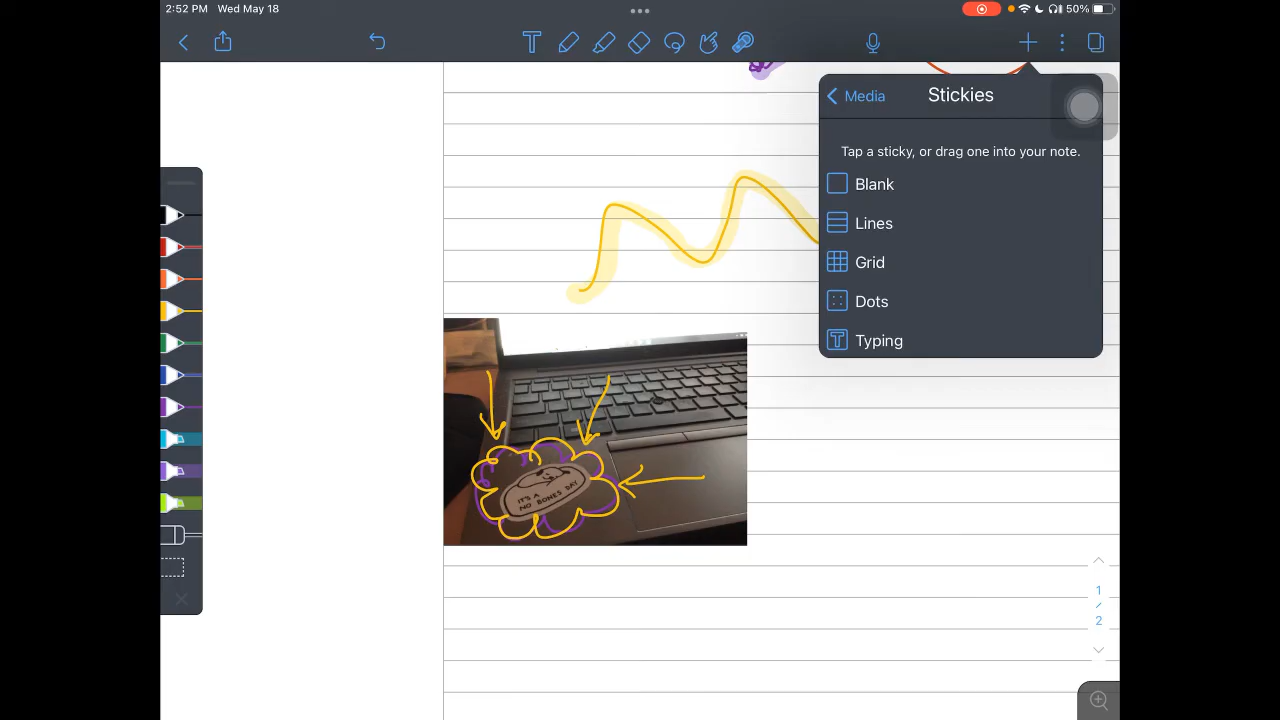 2:52 PM Wed May 18
50%
Media
Stickies
Tap a sticky, or drag one into your note.
Blank
Lines
Grid
Dots
T Typing
IT'S A
NO BONES DAY
1
2